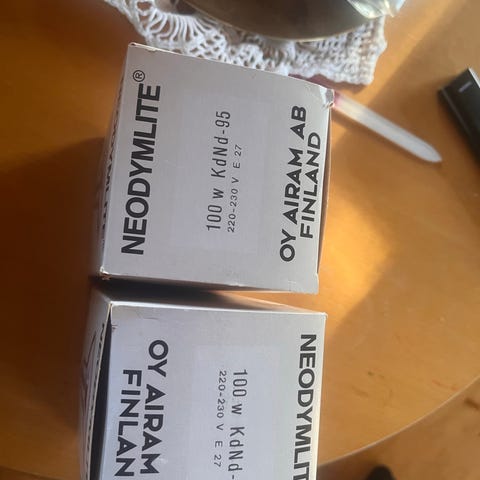 NEODYMLITE®
100 w KdNd-95
220-230 V E 27
OY AIRAM AB
FINLAND
NEODYMLIT
100 w KdNd-
220-230 V E 27
OY AIRAM
FINLAN